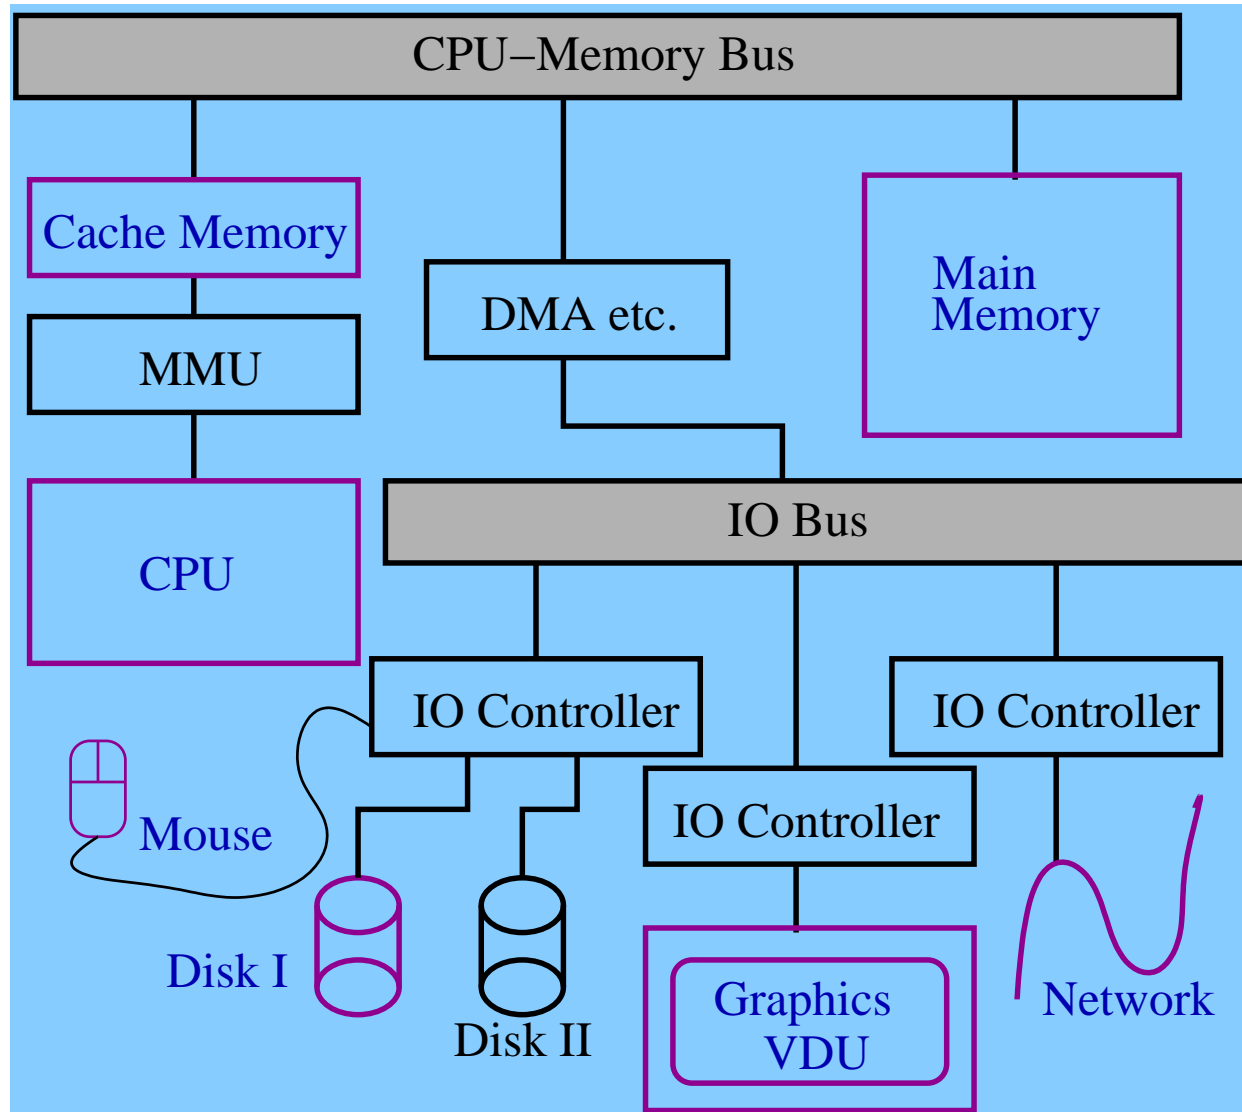 CPU–Memory Bus
Cache Memory
MMU
CPU
DMA etc.
Main
Memory
IO Bus
IO Controller
IO Controller
IO Controller
Mouse
Disk I
Disk II
Graphics
VDU
Network